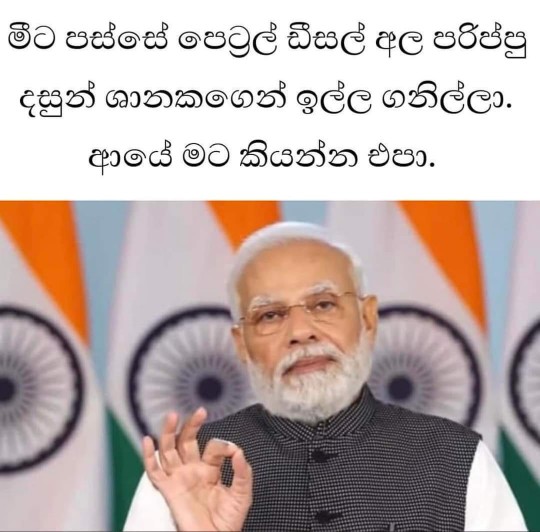 මීට පස්සේ පෙට්‍රල් ඩීසල් අල පරිප්පු
දසුන් ශානකගෙන් ඉල්ල ගනිල්ලා.
ආයේ මට කියන්න එපා.